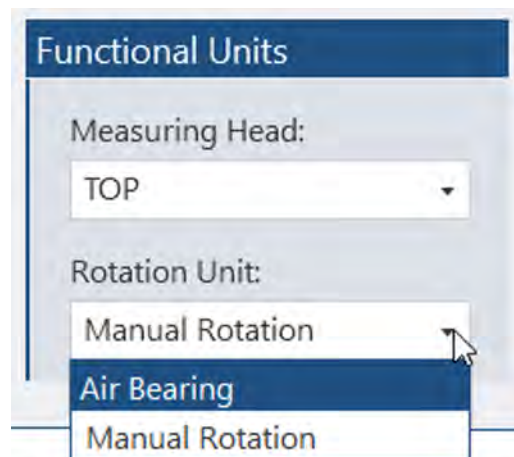 Functional Units
Measuring Head:
TOP
Rotation Unit:
Manual Rotation
Air Bearing
Manual Rotation